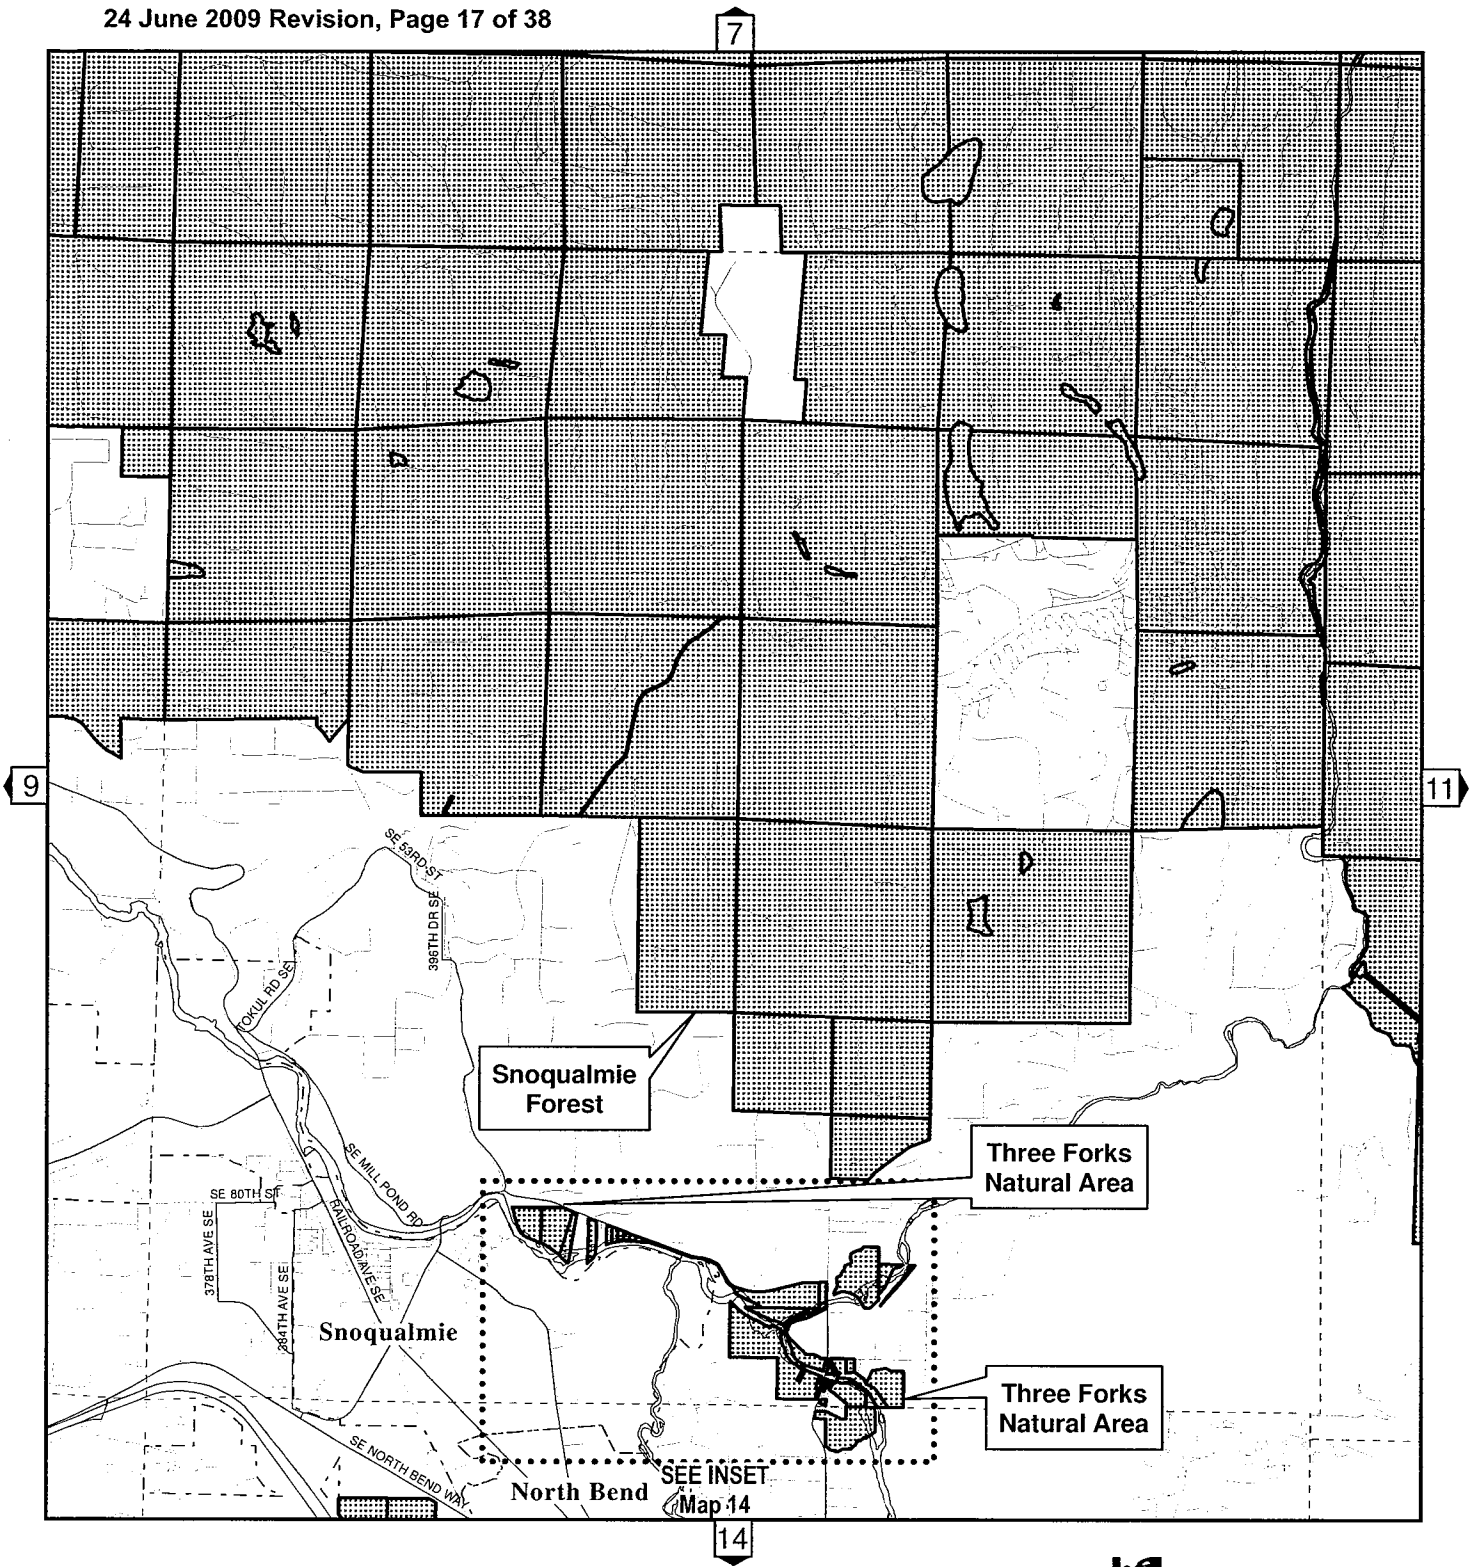 24 June 2009 Revision, Page 17 of 38
7
9
11
SE 53RD ST
396TH DR SE
TOKUL RD SE
Snoqualmie
Forest
Three Forks
Natural Area
SE MILL POND RD
SE 80TH ST
RAILROAD AVE SE
378TH AVE SE
384TH AVE SE
Snoqualmie
Three Forks
Natural Area
SE NORTH BEND WAY
North Bend
SEE INSET
Map 14
14